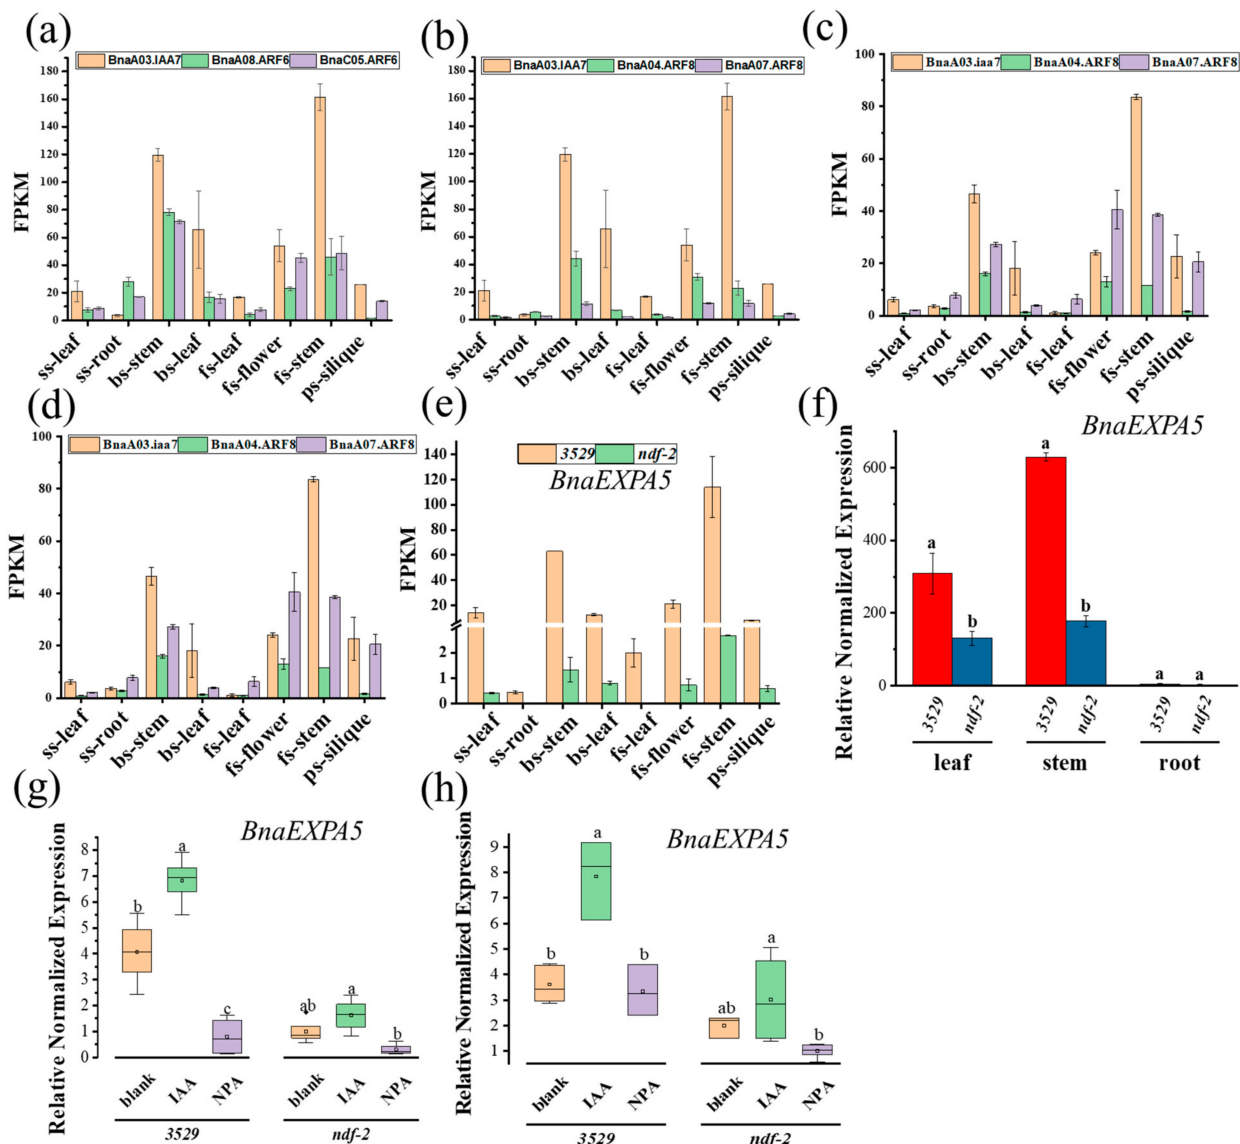 (a)
BnaA03.IAA7 BnaA08.ARF6 BnaC05.ARF6
FPKM
180
160
140
120
100
80
60
40
20
0
ss-leaf ss-root bs-stem bs-leaf fs-leaf fs-flower fs-stem ps-silique
(b)
BnaA03.IAA7 BnaA04.ARF8 BnaA07.ARF8
FPKM
180
160
140
120
100
80
60
40
20
0
ss-leaf ss-root bs-stem bs-leaf fs-leaf fs-flower fs-stem ps-silique
(c)
BnaA03.iaa7 BnaA04.ARF8 BnaA07.ARF8
FPKM
100
80
60
40
20
0
ss-leaf ss-root bs-stem bs-leaf fs-leaf fs-flower fs-stem ps-silique
(d)
BnaA03.iaa7 BnaA04.ARF8 BnaA07.ARF8
FPKM
100
80
60
40
20
0
ss-leaf ss-root bs-stem bs-leaf fs-leaf fs-flower fs-stem ps-silique
(e)
3529 ndf-2
BnaEXPA5
FPKM
140
120
100
80
60
40
20
2
1
0
ss-leaf ss-root bs-stem bs-leaf fs-leaf fs-flower fs-stem ps-silique
(f)
BnaEXPA5
Relative Normalized Expression
600
400
200
0
a b a b a a
3529 ndf-2 3529 ndf-2 3529 ndf-2
leaf stem root
(g)
BnaEXPA5
Relative Normalized Expression
8
7
6
5
4
3
2
1
0
b a c ab a b
blank IAA NPA blank IAA NPA
3529 ndf-2
(h)
BnaEXPA5
Relative Normalized Expression
9
8
7
6
5
4
3
2
1
b a b ab a b
blank IAA NPA blank IAA NPA
3529 ndf-2